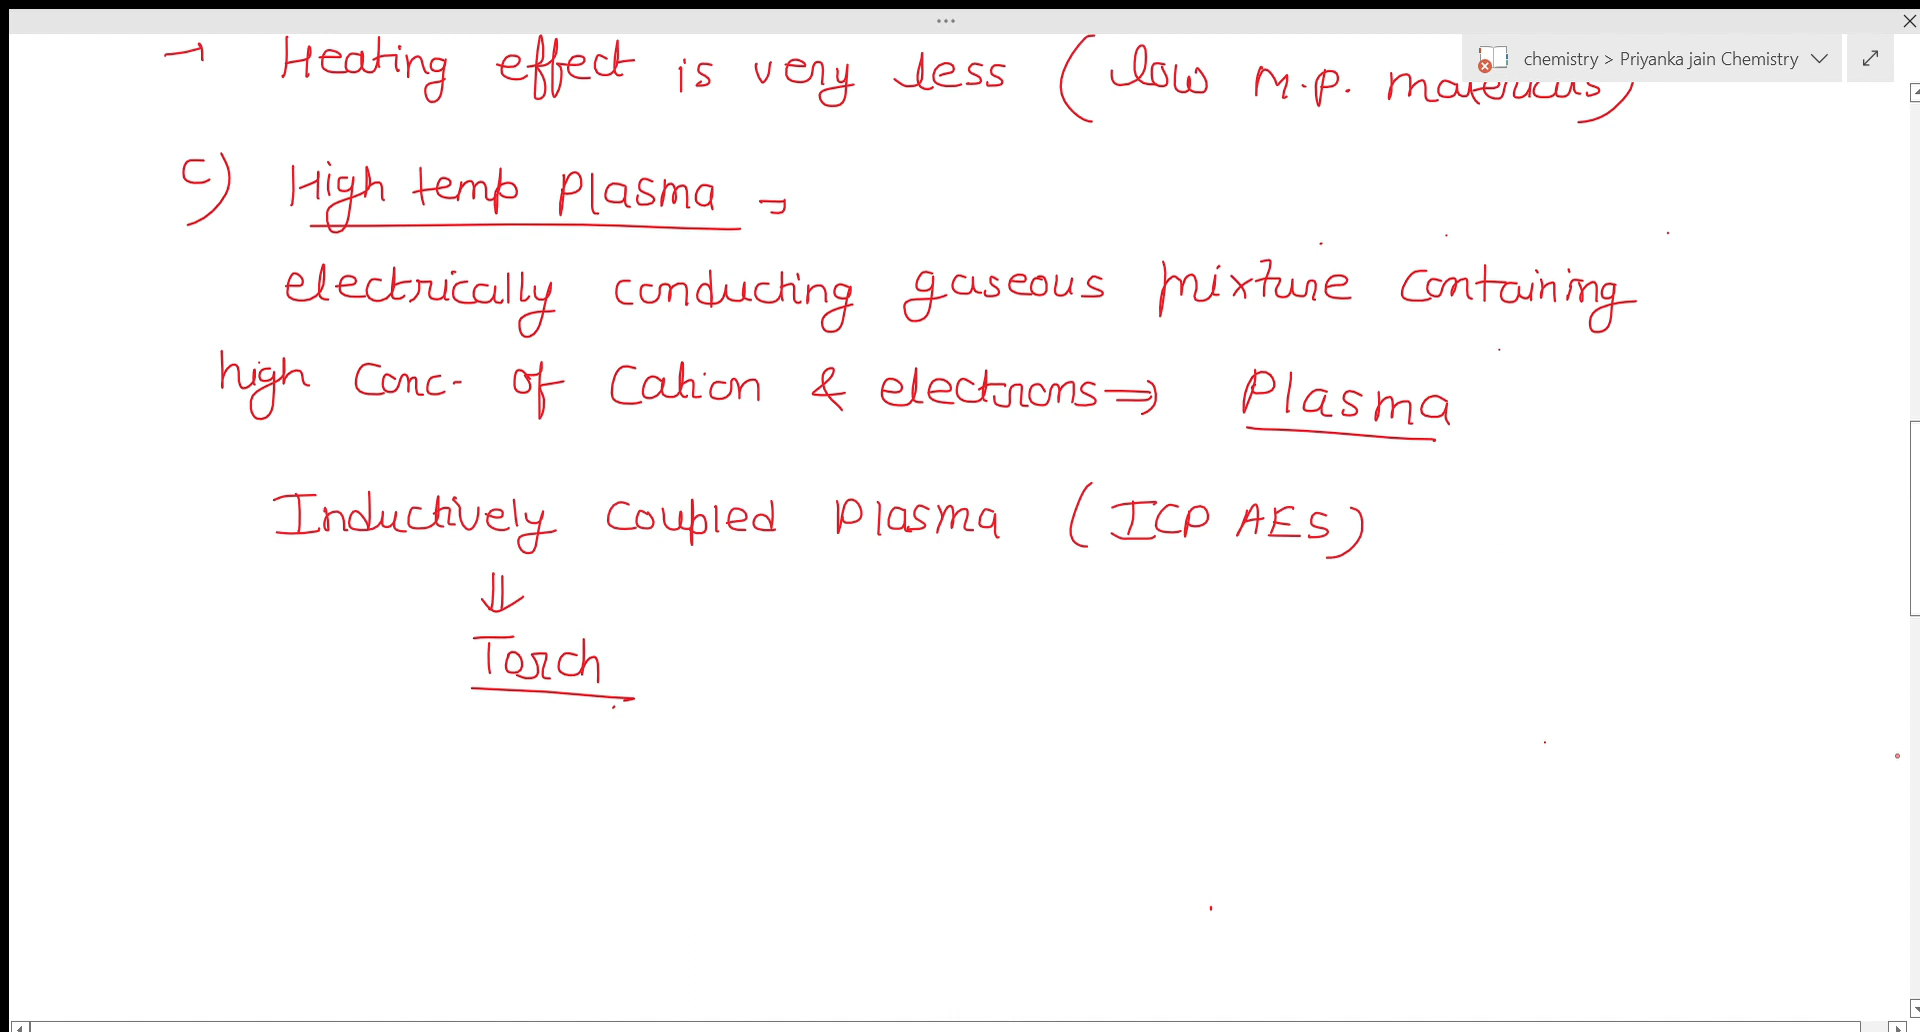 chemistry > Priyanka jain Chemistry
→ Heating effect is very less (low M.P. materials)
c) High temp Plasma →
electrically conducting gaseous mixture containing
high Conc. of Cation & electrons ⇒ Plasma
Inductively Coupled Plasma (ICP AES)
⇓
Torch